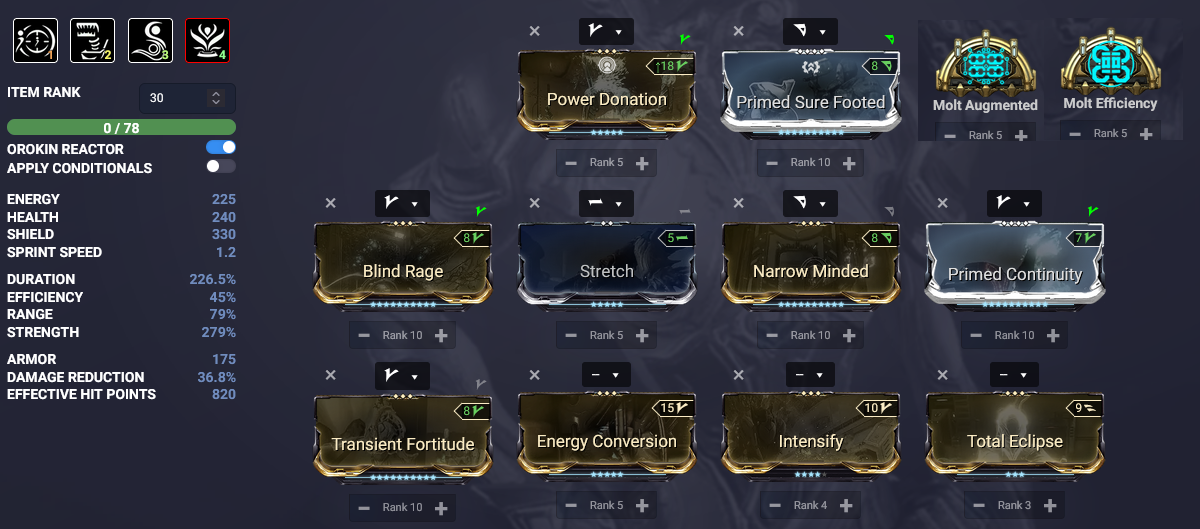 1
2
3
4
ITEM RANK 30
0 / 78
OROKIN REACTOR
APPLY CONDITIONALS
ENERGY 225
HEALTH 240
SHIELD 330
SPRINT SPEED 1.2
DURATION 226.5%
EFFICIENCY 45%
RANGE 79%
STRENGTH 279%
ARMOR 175
DAMAGE REDUCTION 36.8%
EFFECTIVE HIT POINTS 820
↑18
Power Donation
Rank 5
8
Primed Sure Footed
Rank 10
Molt Augmented
Rank 5
Molt Efficiency
Rank 5
8
Blind Rage
Rank 10
5
Stretch
Rank 5
8
Narrow Minded
Rank 10
7
Primed Continuity
Rank 10
8
Transient Fortitude
Rank 10
15
Energy Conversion
Rank 5
10
Intensify
Rank 4
9
Total Eclipse
Rank 3